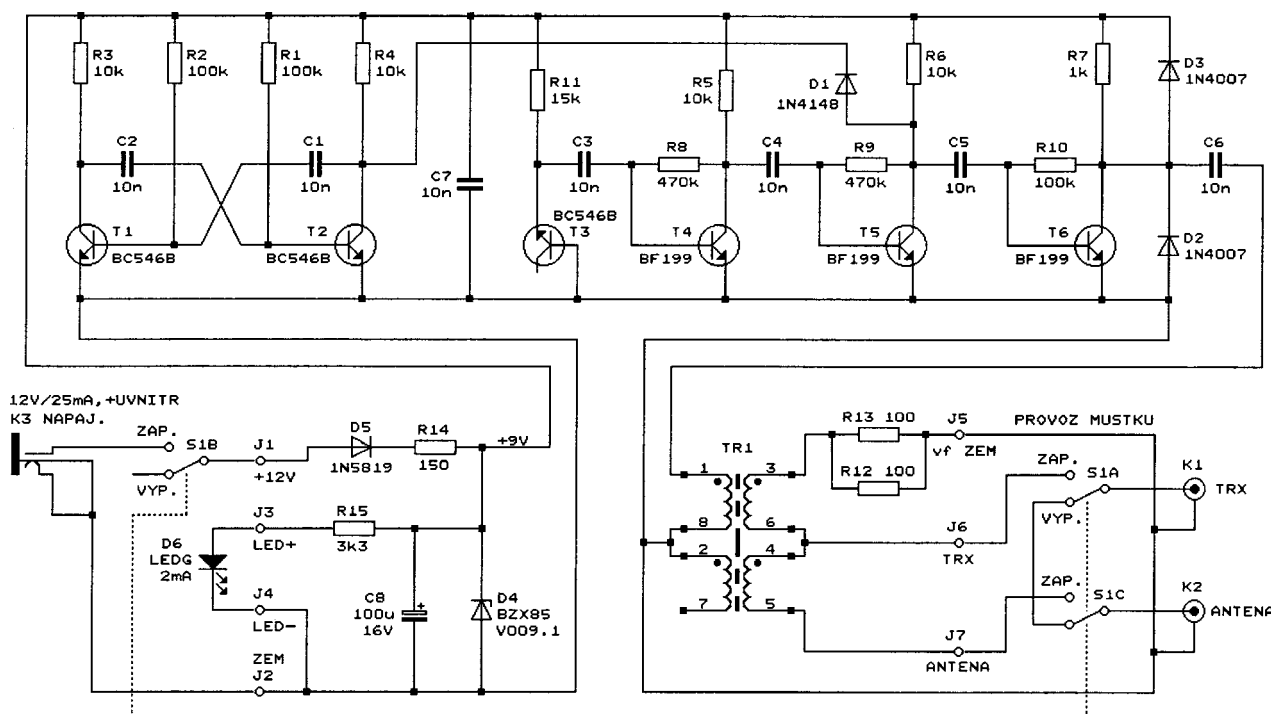 R3
10k
R2
100k
R1
100k
R4
10k
R11
15k
R5
10k
D1
1N4148
R6
10k
R7
1k
D3
1N4007
C2
10n
C1
10n
C7
10n
C3
10n
R8
470k
C4
10n
R9
470k
C5
10n
R10
100k
C6
10n
T1
BC546B
T2
BC546B
BC546B
T3
T4
BF199
T5
BF199
T6
BF199
D2
1N4007
12V/25mA,+UVNITR
K3 NAPAJ.
ZAP.
S1B
VYP.
J1
+12V
D5
1N5819
R14
150
+9V
J3
LED+
R15
3k3
D6
LEDG
2mA
J4
LED-
C8
100u
16V
+
D4
BZX85
V009.1
ZEM
J2
TR1
1
3
8
6
2
4
7
5
R13 100
R12 100
J5
vf ZEM
PROVOZ MUSTKU
ZAP.
S1A
VYP.
K1
TRX
J6
TRX
ZAP.
S1C
K2
ANTENA
J7
ANTENA